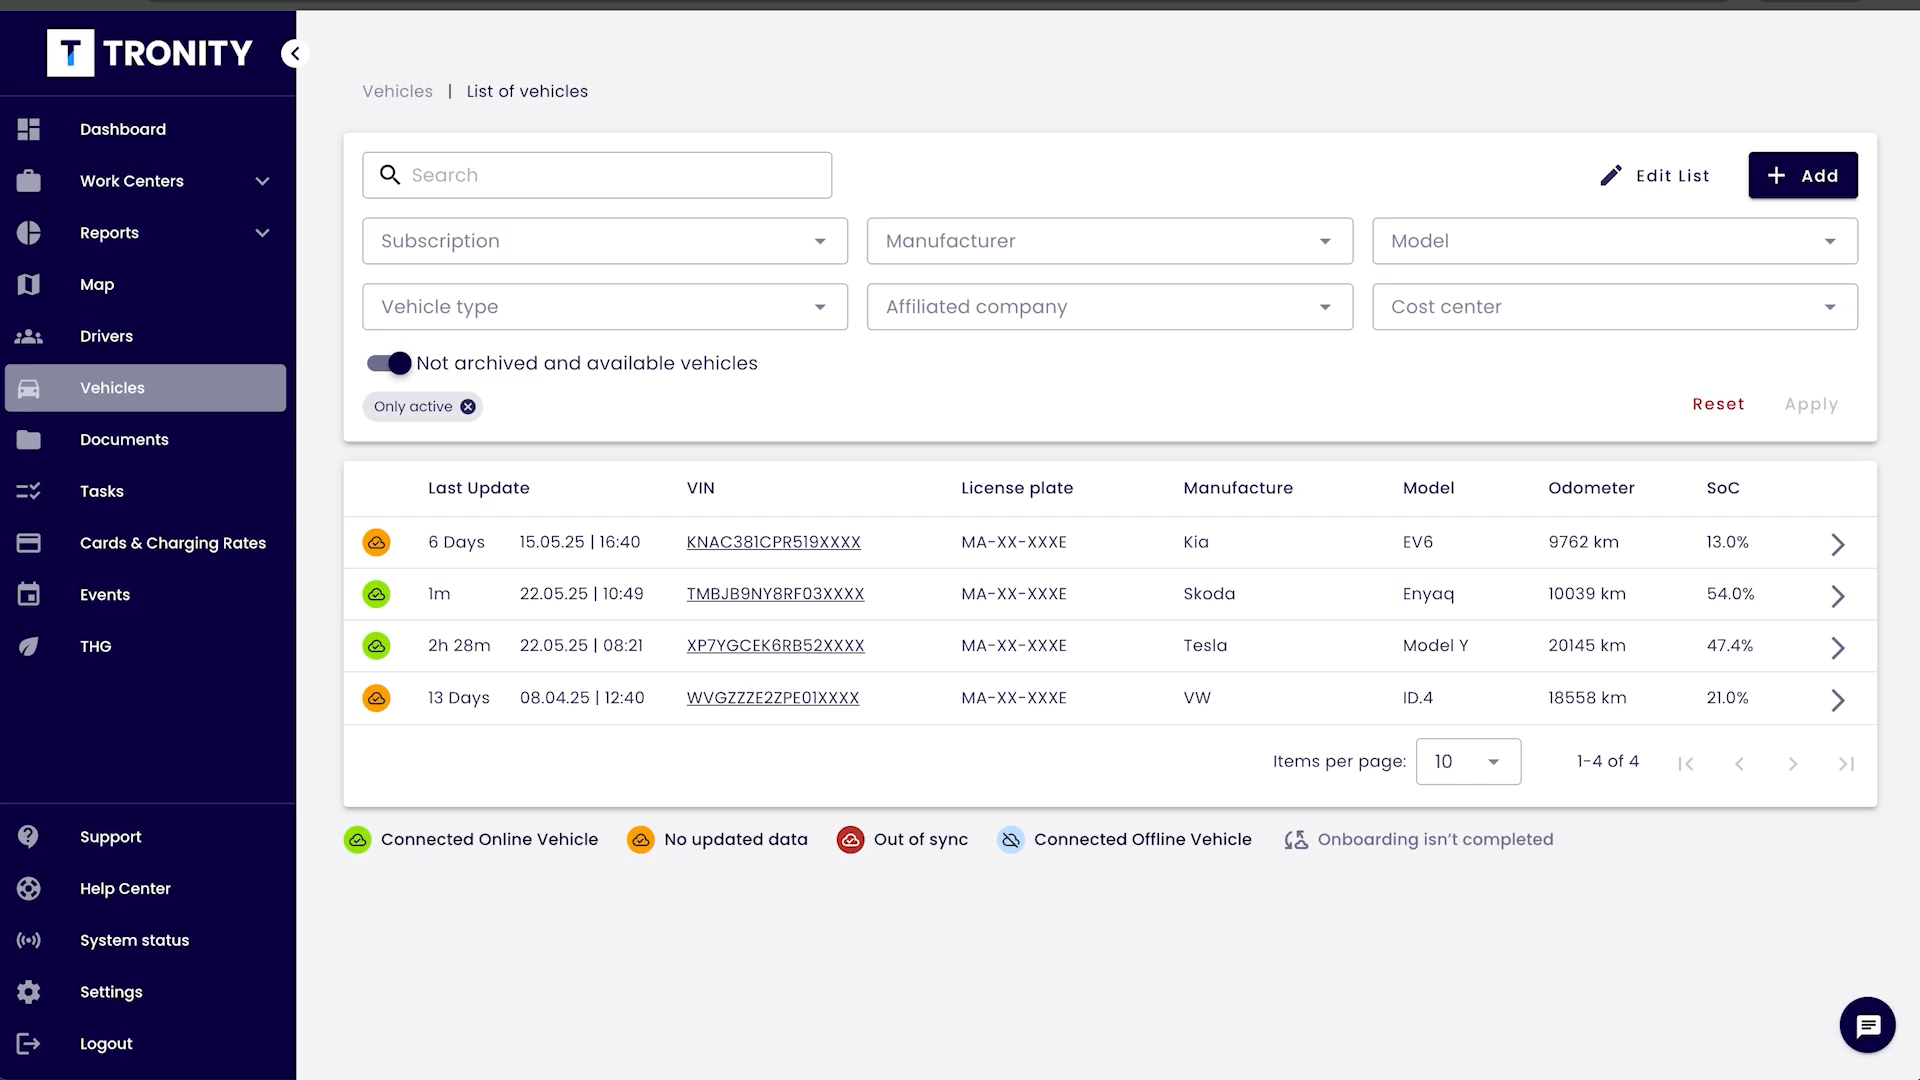 TRONITY
Dashboard
Work Centers
Reports
Map
Drivers
Vehicles
Documents
Tasks
Cards & Charging Rates
Events
THG
Support
Help Center
System status
Settings
Logout
Vehicles | List of vehicles
Search
Edit List
+ Add
Subscription Manufacturer Model
Vehicle type Affiliated company Cost center
Not archived and available vehicles
Only active
Reset Apply
Last Update VIN License plate Manufacture Model Odometer SoC
6 Days 15.05.25 | 16:40 KNAC381CPR519XXXX MA-XX-XXXE Kia EV6 9762 km 13.0%
1m 22.05.25 | 10:49 TMBJB9NY8RF03XXXX MA-XX-XXXE Skoda Enyaq 10039 km 54.0%
2h 28m 22.05.25 | 08:21 XP7YGCEK6RB52XXXX MA-XX-XXXE Tesla Model Y 20145 km 47.4%
13 Days 08.04.25 | 12:40 WVGZZZE2ZPE01XXXX MA-XX-XXXE VW ID.4 18558 km 21.0%
Items per page: 10 1-4 of 4
Connected Online Vehicle No updated data Out of sync Connected Offline Vehicle Onboarding isn’t completed